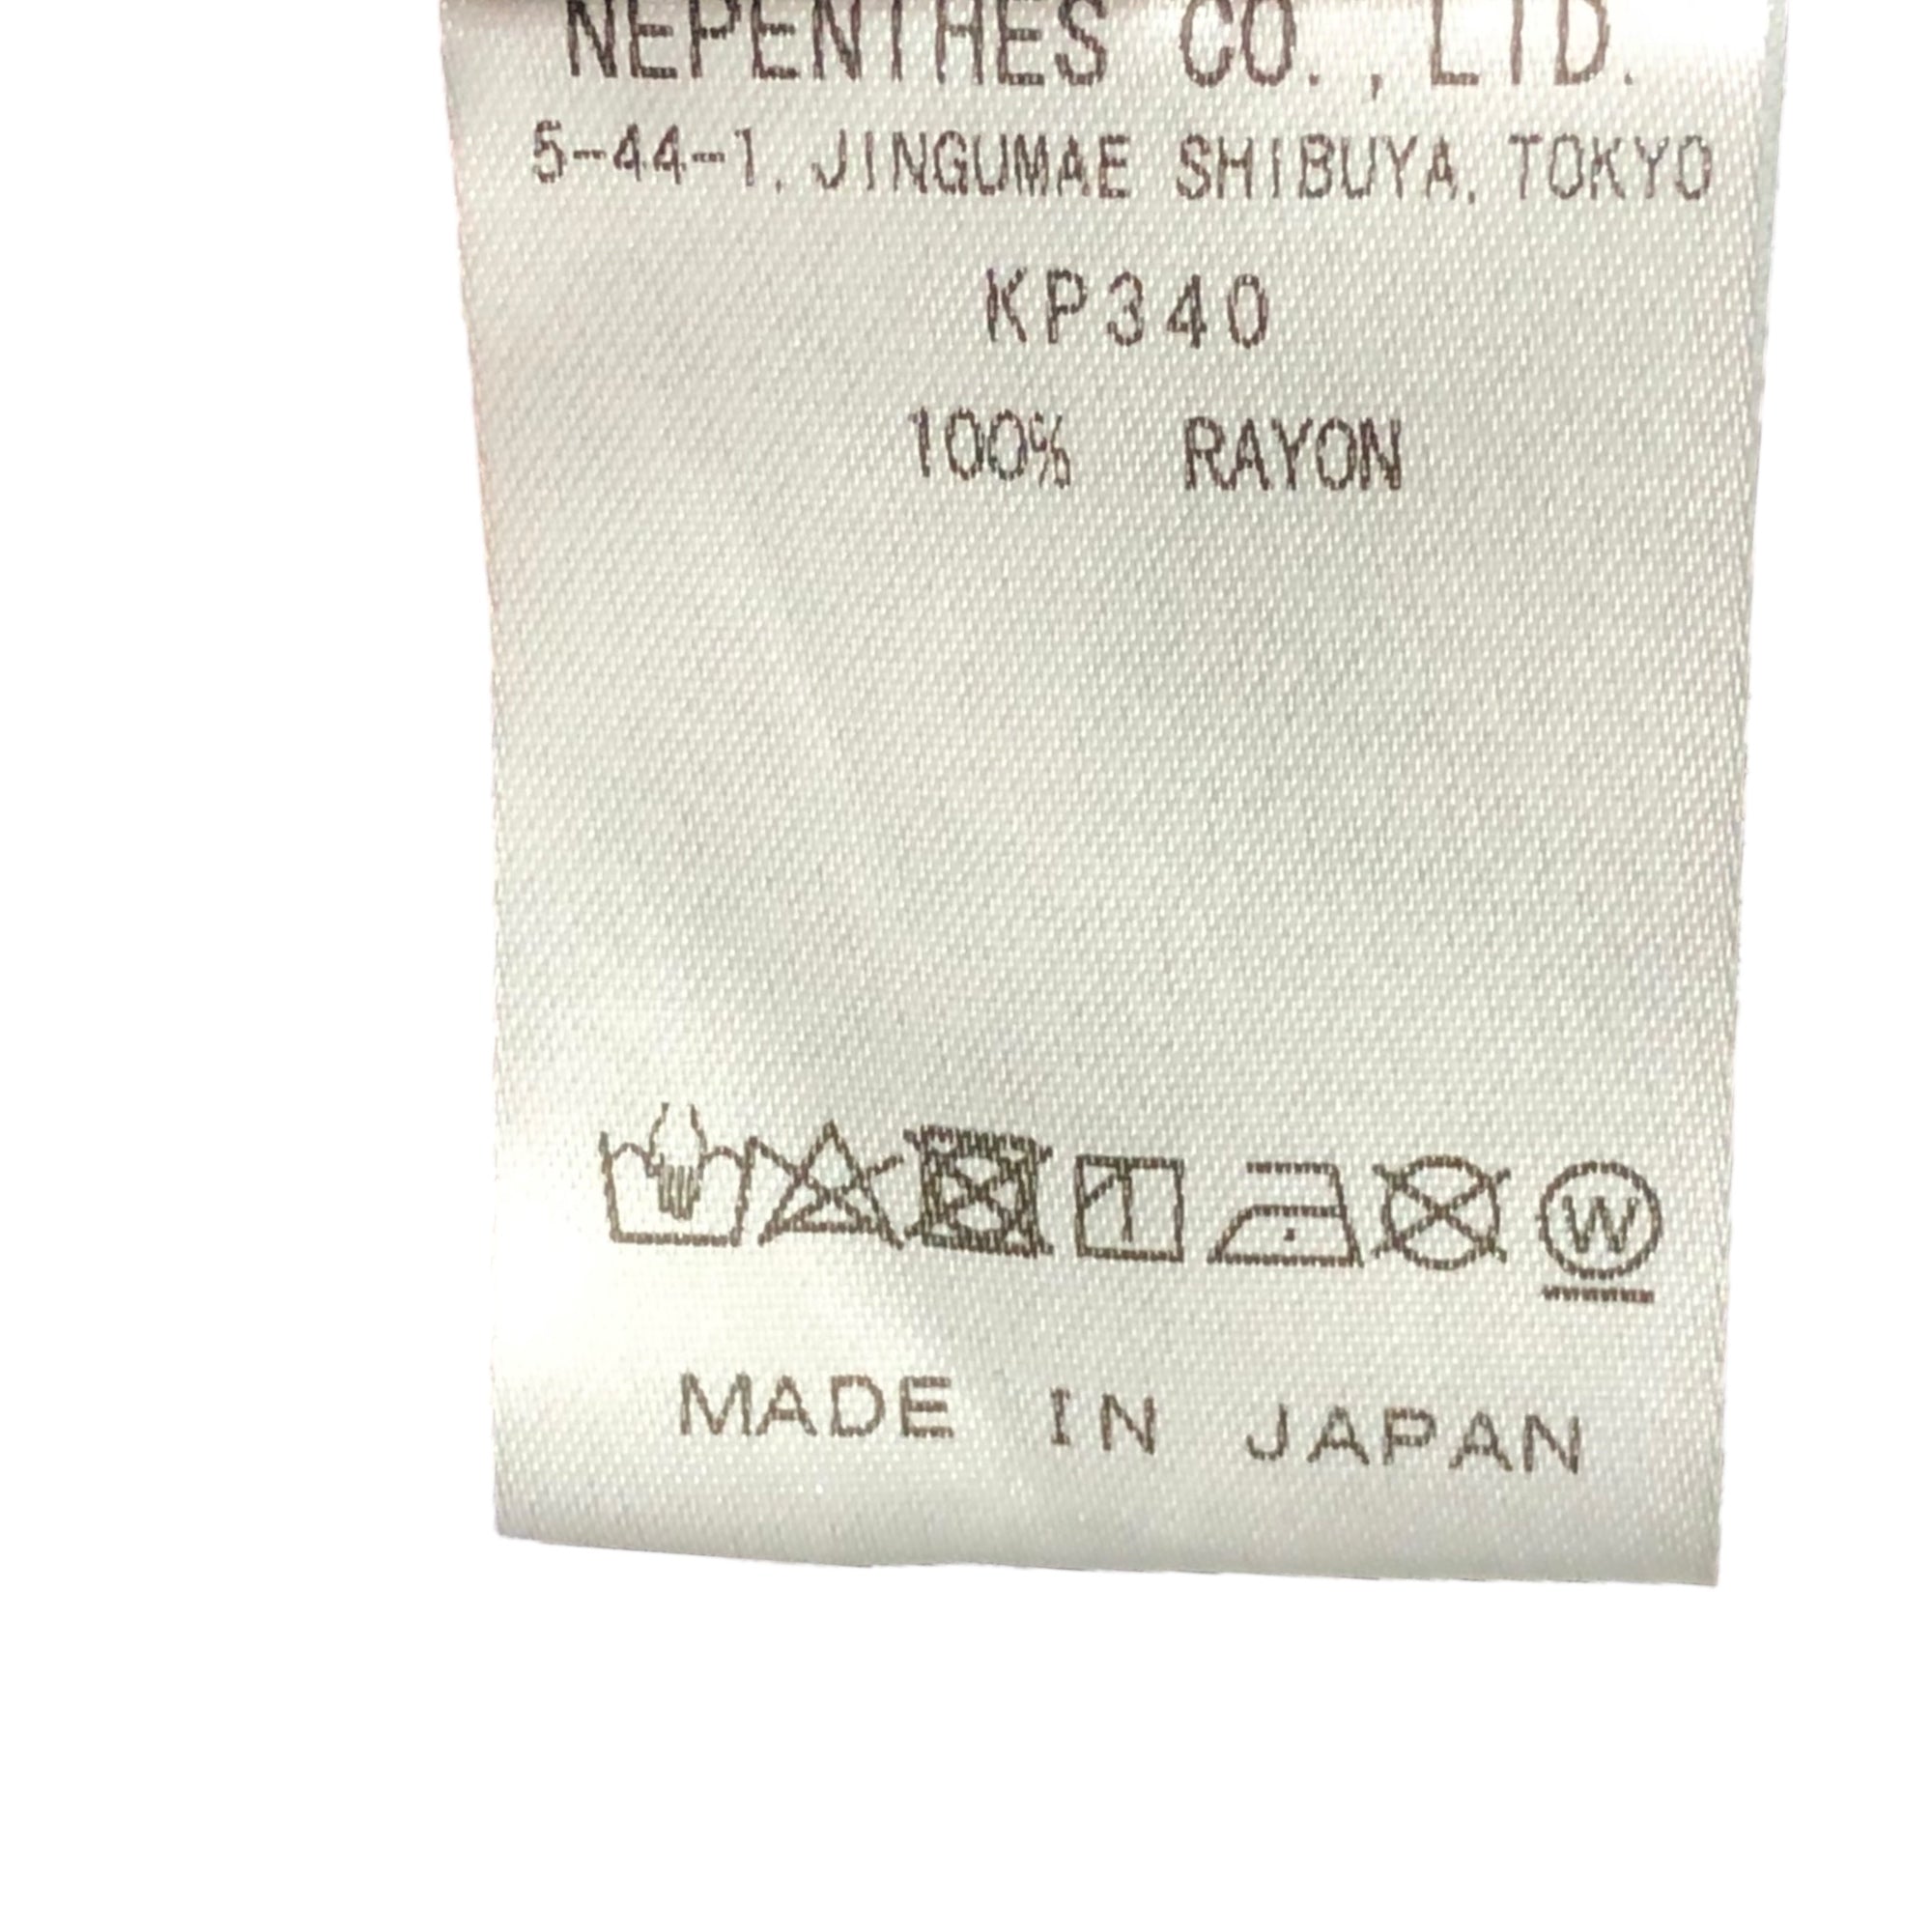 NEPENTHES CO.,LTD.
5-44-1, JINGUMAE SHIBUYA, TOKYO
KP340
100% RAYON
W
MADE IN JAPAN